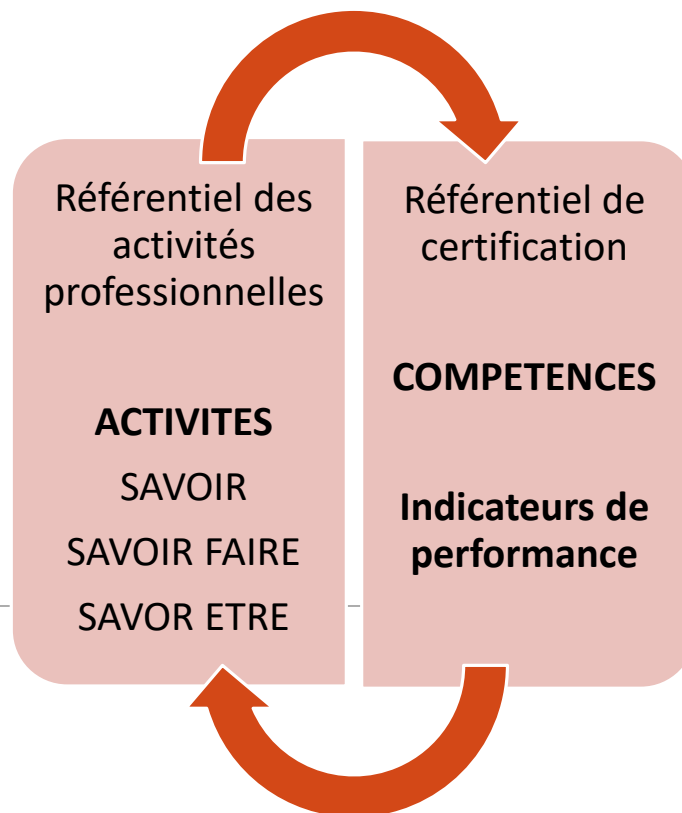 Référentiel des
activités
professionnelles
ACTIVITES
SAVOIR
SAVOIR FAIRE
SAVOR ETRE
Référentiel de
certification
COMPETENCES
Indicateurs de
performance